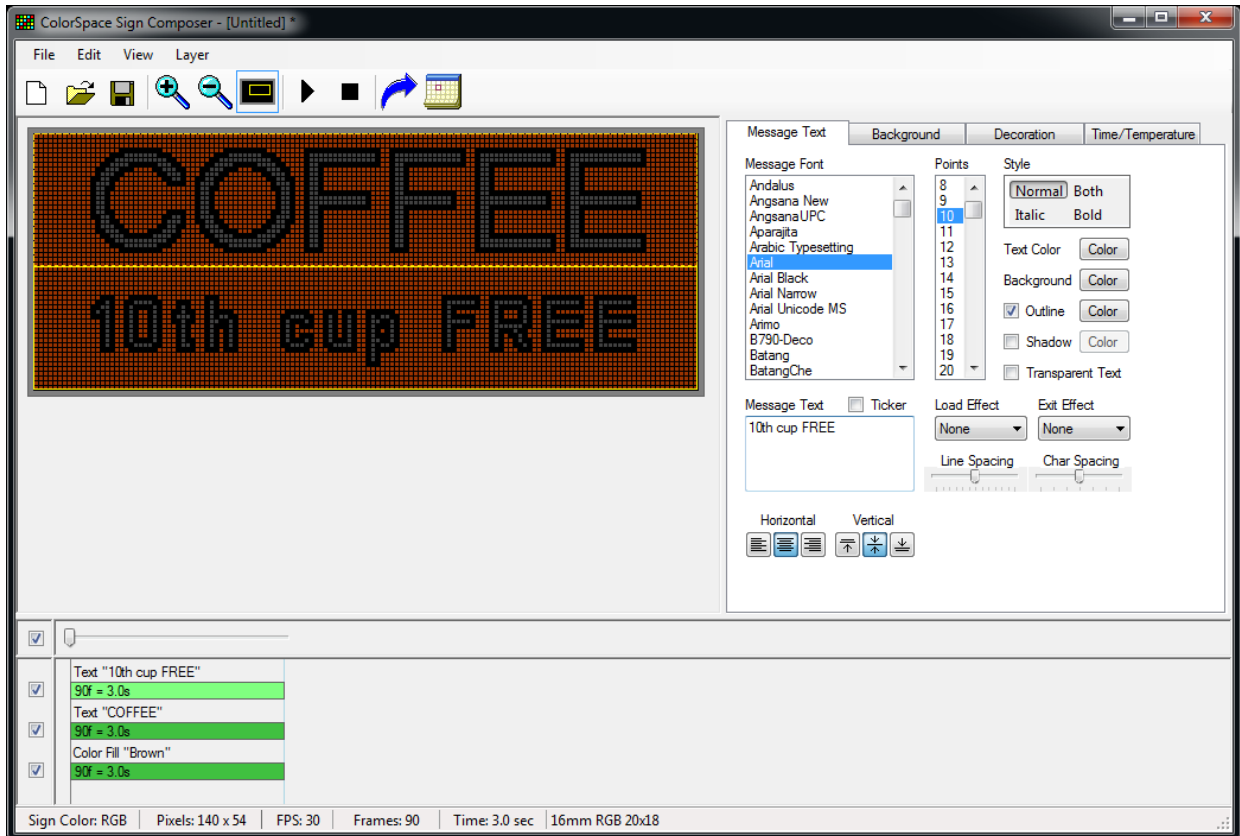 ColorSpace Sign Composer - [Untitled] *
File Edit View Layer
COFFEE
10th cup FREE
Message Text Background Decoration Time/Temperature
Message Font Points Style
Andalus
Angsana New
AngsanaUPC
Aparajita
Arabic Typesetting
Arial
Arial Black
Arial Narrow
Arial Unicode MS
Arimo
B790-Deco
Batang
BatangChe
8
9
10
11
12
13
14
15
16
17
18
19
20
Normal Both
Italic Bold
Text Color Color
Background Color
Outline Color
Shadow Color
Transparent Text
Message Text Ticker Load Effect Exit Effect
10th cup FREE
None None
Line Spacing Char Spacing
Horizontal Vertical
Text "10th cup FREE"
90f = 3.0s
Text "COFFEE"
90f = 3.0s
Color Fill "Brown"
90f = 3.0s
Sign Color: RGB Pixels: 140 x 54 FPS: 30 Frames: 90 Time: 3.0 sec 16mm RGB 20x18